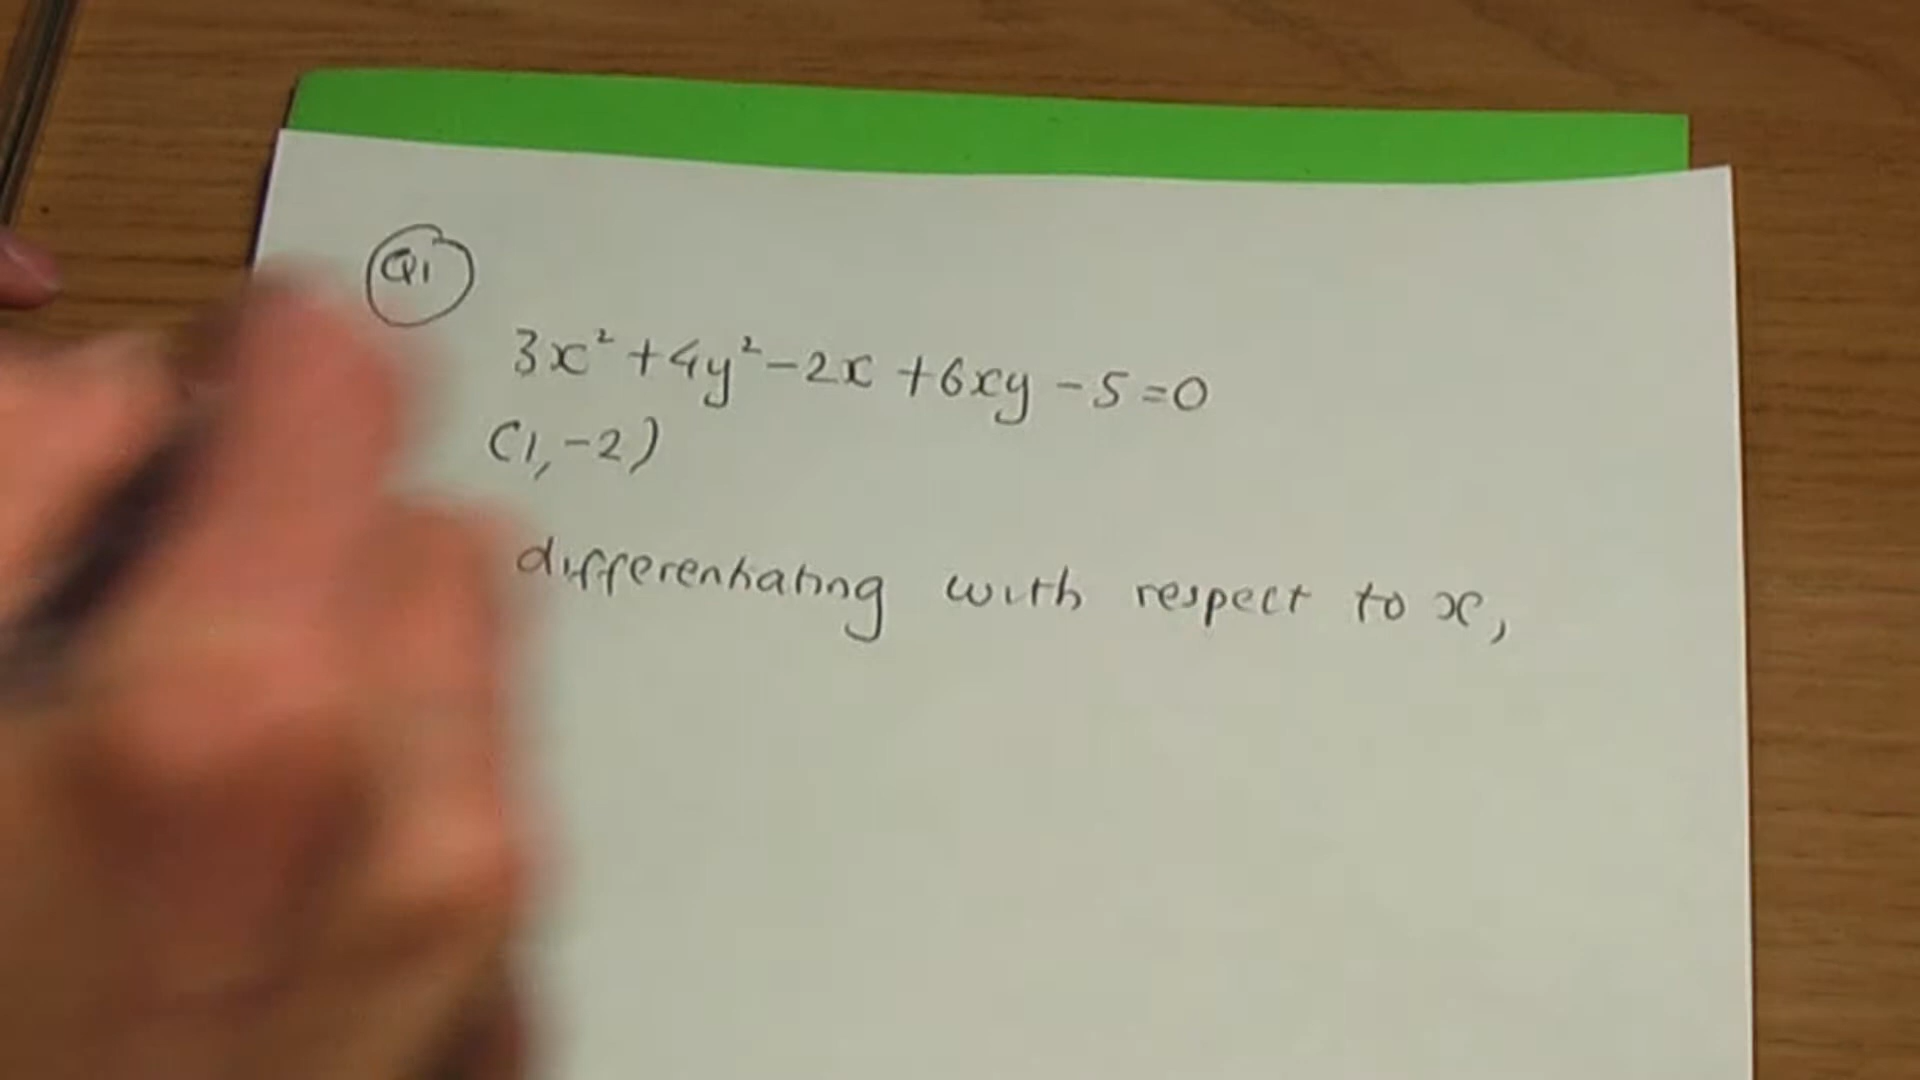 Q1
3x² + 4y² - 2x + 6xy - 5 = 0
(1, -2)
differentiating with respect to x,